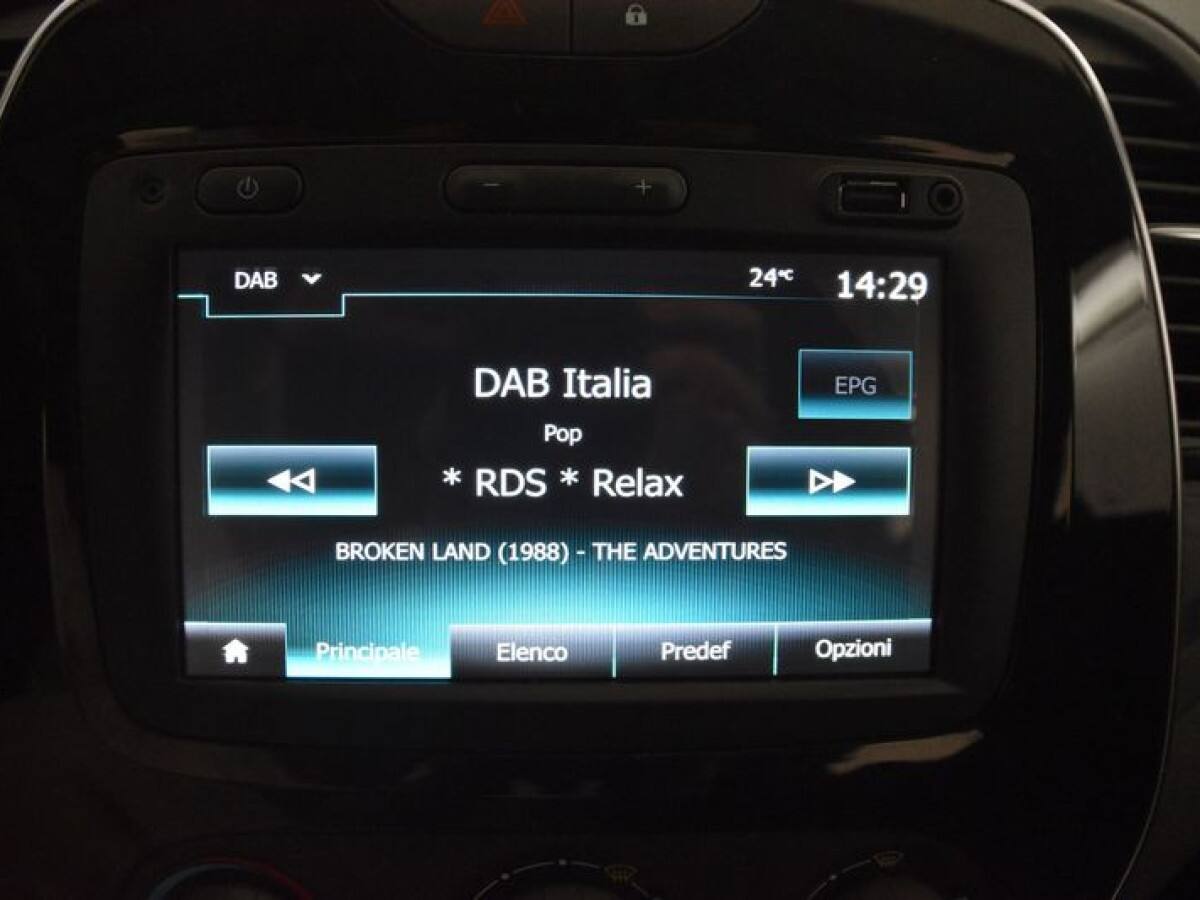 DAB 24°C 14:29
DAB Italia
EPG
Pop
* RDS * Relax
BROKEN LAND (1988) - THE ADVENTURES
Principale Elenco Predef Opzioni